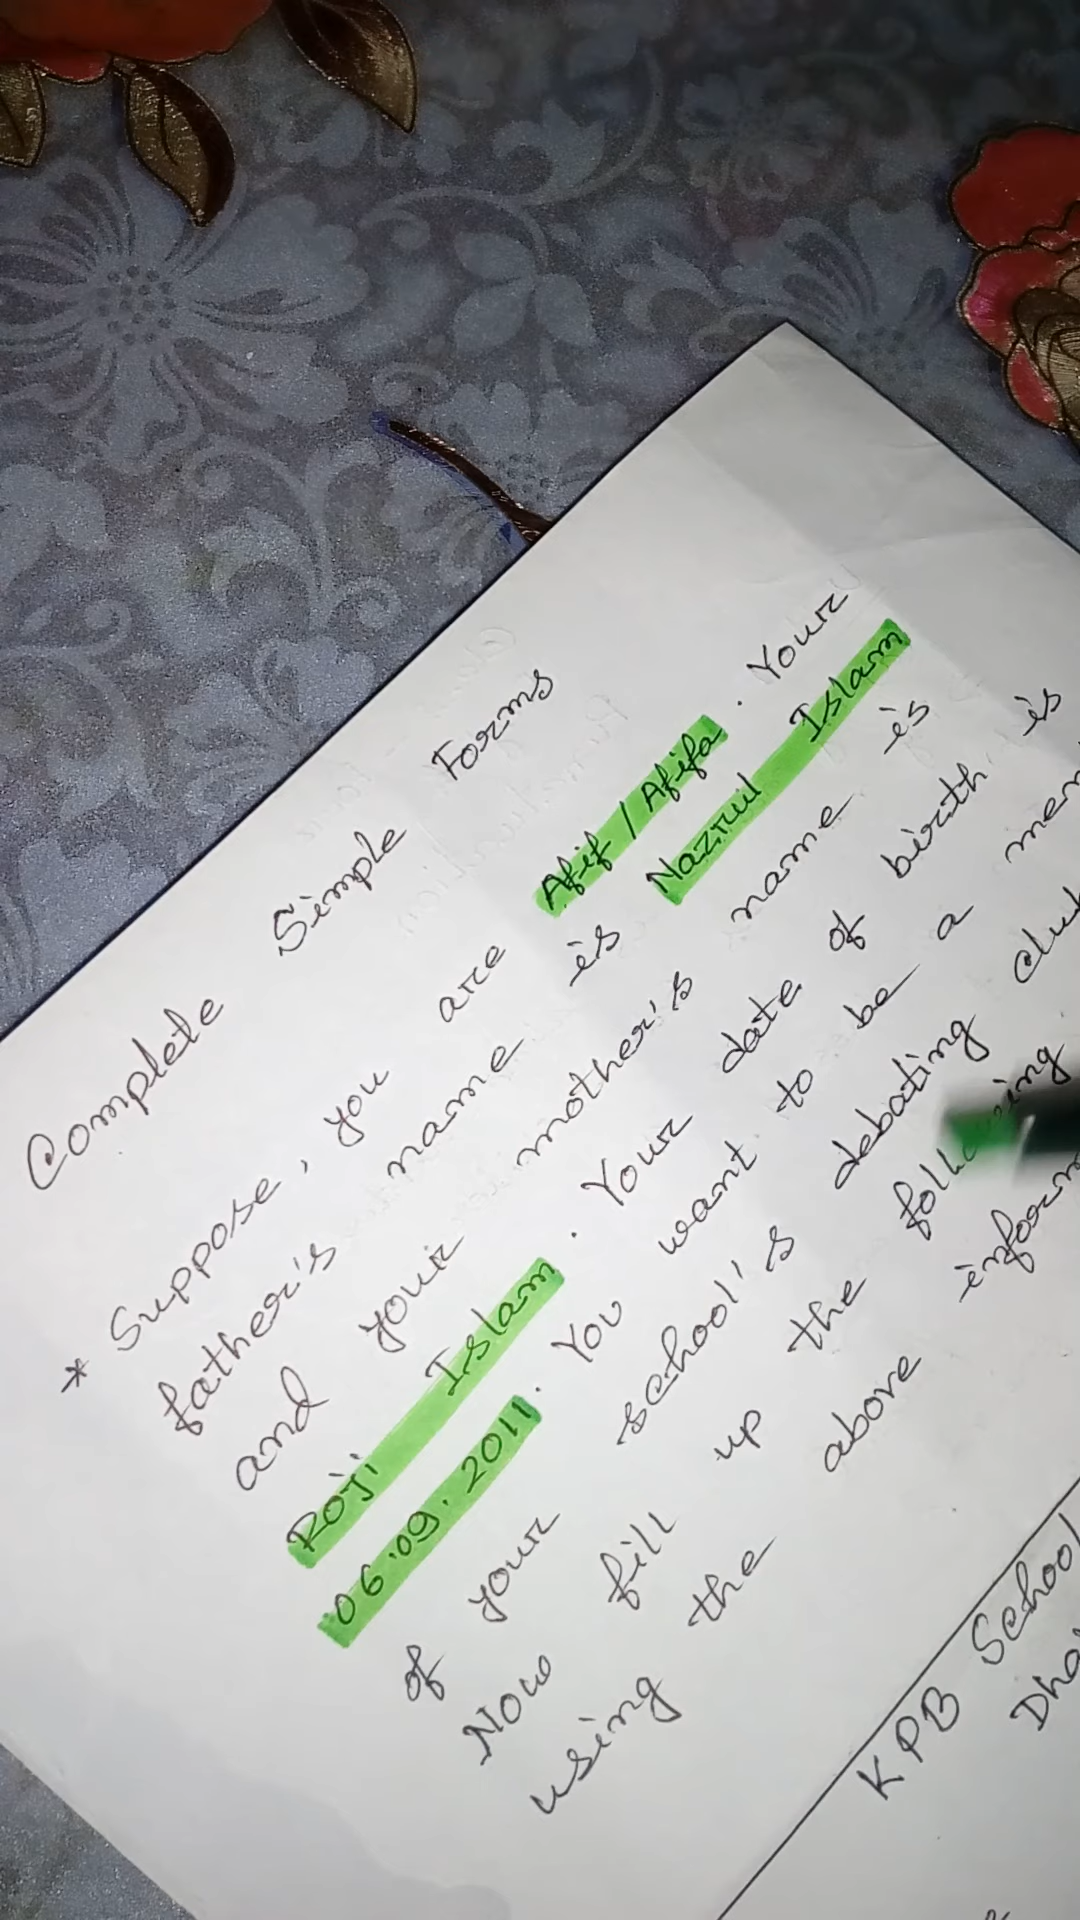 Complete Simple Forms
* Suppose, you are Afif / Afifa. Your
father's name is Nazrul Islam
and your mother's name is
Roji Islam. Your date of birth is
06.09.2011. You want to be a
of your school's debating
Now fill up the
using the above
KPB School